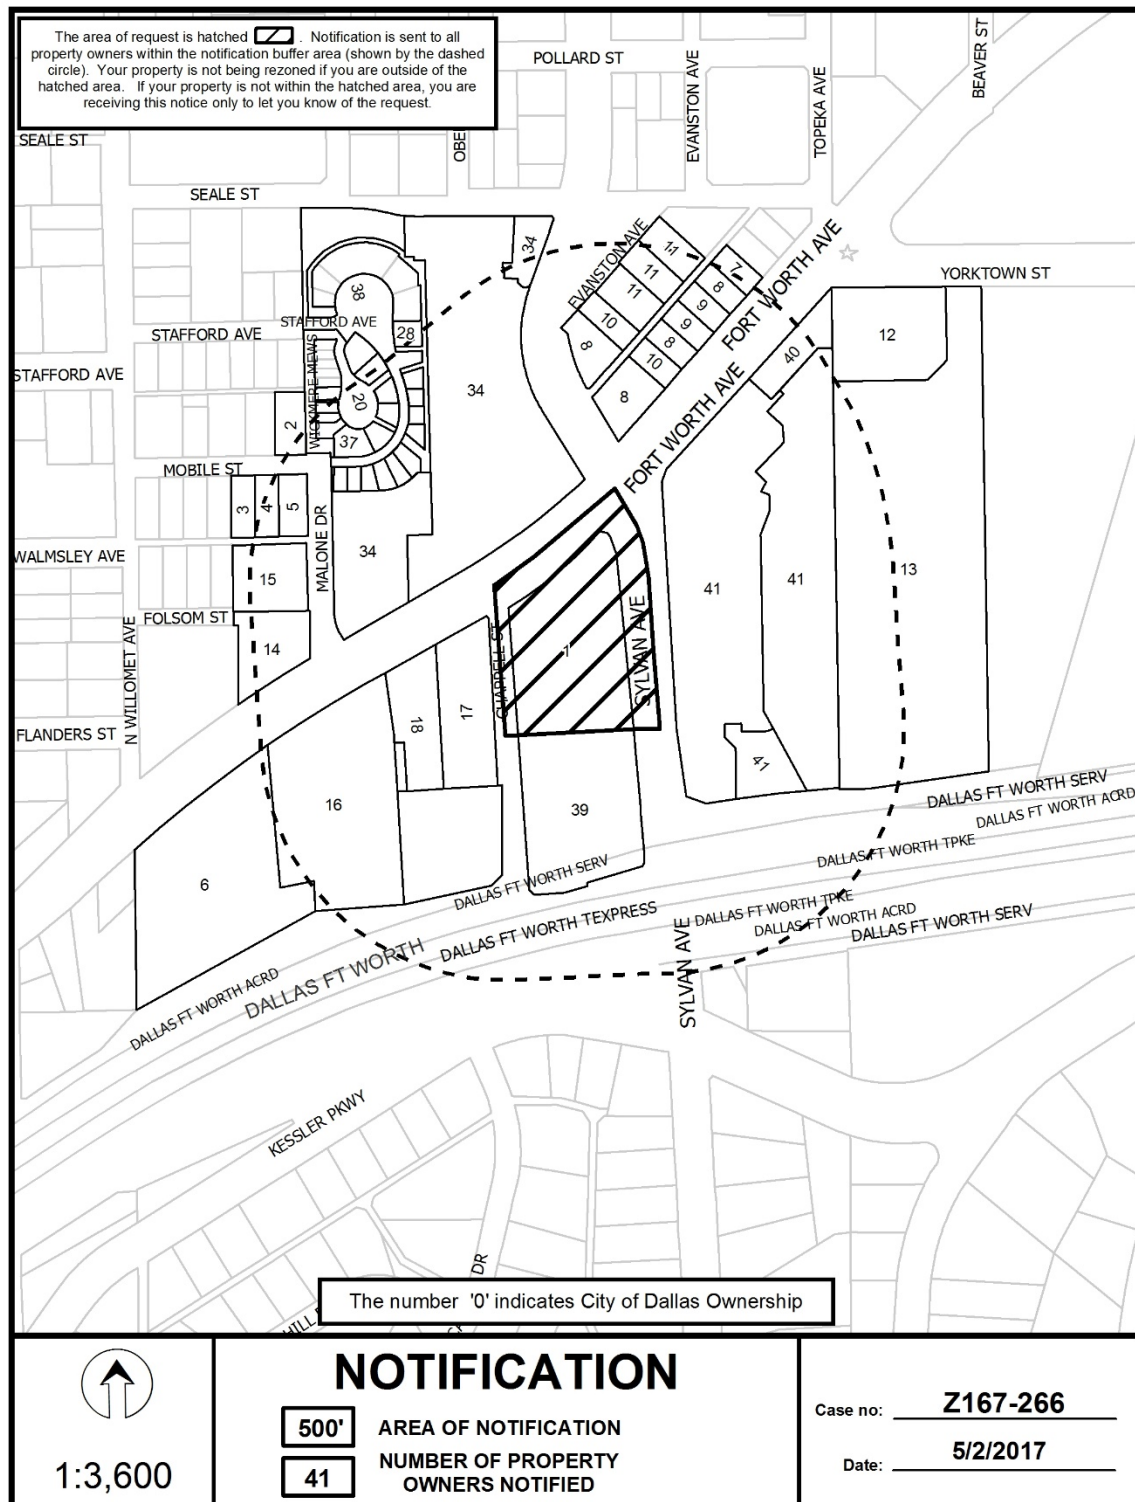 The area of request is hatched . Notification is sent to all
property owners within the notification buffer area (shown by the dashed
circle). Your property is not being rezoned if you are outside of the
hatched area. If your property is not within the hatched area, you are
receiving this notice only to let you know of the request.
POLLARD ST
EVANSTON AVE
TOPEKA AVE
BEAVER ST
SEALE ST
SEALE ST
34
EVANSTON AVE
11
11
11
10
8
7
8
9
9
8
10
8
FORT WORTH AVE
YORKTOWN ST
38
STAFFORD AVE
28
STAFFORD AVE
STAFFORD AVE
12
40
34
FORT WORTH AVE
20
WICKMERE MEWS
2
37
MOBILE ST
3
4
5
MALONE DR
34
WALMSLEY AVE
15
FOLSOM ST
14
N WILLOMET AVE
FLANDERS ST
41
41
13
SYLVAN AVE
1
CHAPPELL ST
17
18
41
16
39
6
DALLAS FT WORTH SERV
DALLAS FT WORTH ACRD
DALLAS FT WORTH TPKE
DALLAS FT WORTH SERV
DALLAS FT WORTH TPKE
DALLAS FT WORTH ACRD
DALLAS FT WORTH SERV
DALLAS FT WORTH TEXPRESS
SYLVAN AVE
DALLAS FT WORTH
DALLAS FT WORTH ACRD
KESSLER PKWY
DR
HILL
The number '0' indicates City of Dallas Ownership
1:3,600
NOTIFICATION
500' AREA OF NOTIFICATION
41 NUMBER OF PROPERTY
OWNERS NOTIFIED
Case no: Z167-266
Date: 5/2/2017